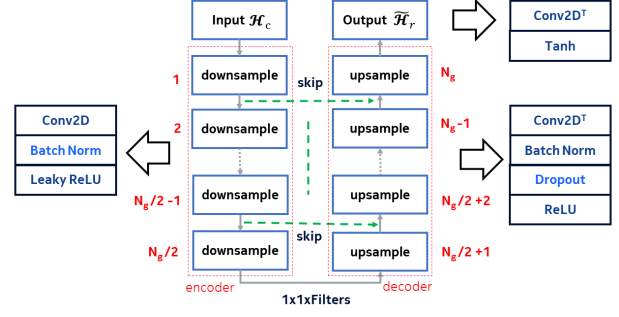 Input ℋc
Output ℋ̃r
Conv2Dᵀ
Tanh
1
downsample
skip
upsample
Ng
2
downsample
upsample
Ng-1
Conv2D
Batch Norm
Leaky ReLU
Conv2Dᵀ
Batch Norm
Dropout
ReLU
Ng/2 -1
downsample
upsample
Ng/2 +2
skip
Ng/2
downsample
upsample
Ng/2 +1
encoder
decoder
1x1xFilters